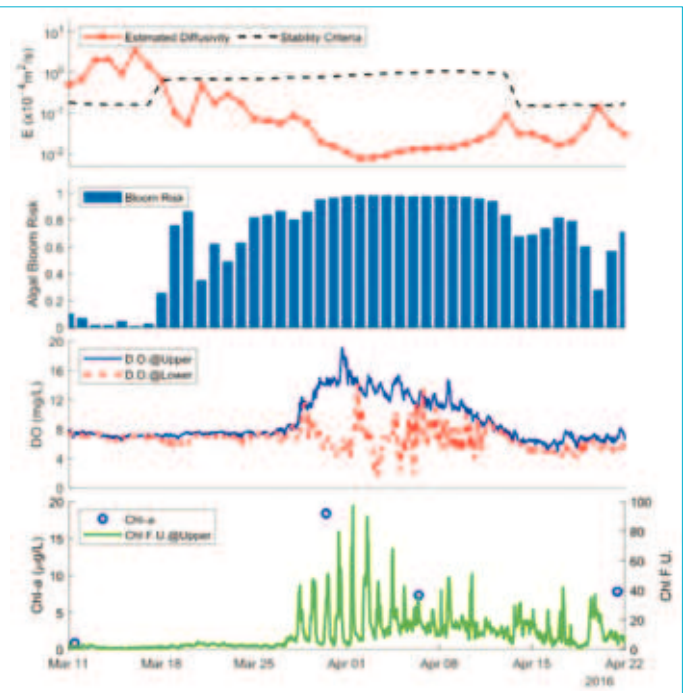 10¹
10⁰
10⁻¹
10⁻²
E (x10⁻⁴m²/s)
Estimated Diffusivity
Stability Criteria
1
0.8
0.6
0.4
0.2
0
Algal Bloom Risk
Bloom Risk
20
16
12
8
4
0
DO (mg/L)
D.O.@Upper
D.O.@Lower
20
15
10
5
0
Chl-a (μg/L)
Chl-a
Chl F.U.@Upper
100
80
60
40
20
0
Chl F.U.
Mar 11 Mar 18 Mar 25 Apr 01 Apr 08 Apr 15 Apr 22
2016